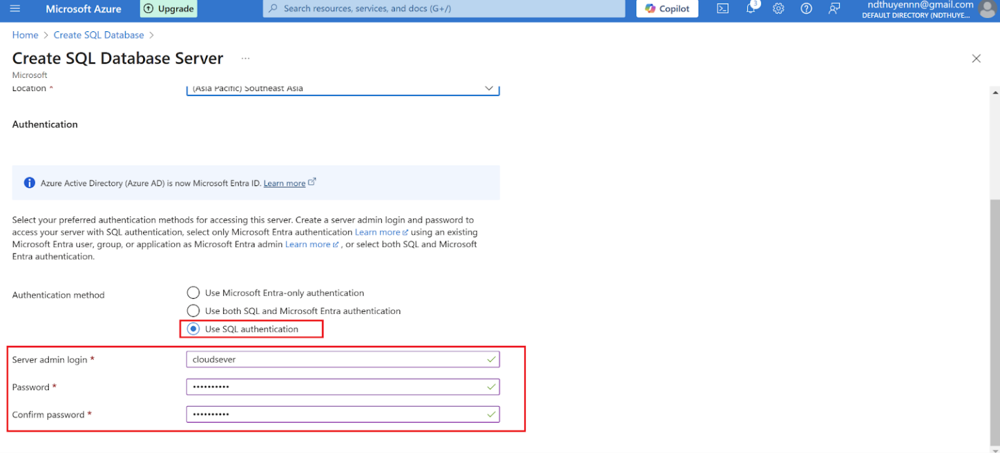 Microsoft Azure
Upgrade
Search resources, services, and docs (G+/)
Copilot
3
ndthuyennn@gmail.com
DEFAULT DIRECTORY (NDTHUYE...
Home > Create SQL Database >
Create SQL Database Server ...
Microsoft
Location * (Asia Pacific) Southeast Asia
Authentication
Azure Active Directory (Azure AD) is now Microsoft Entra ID. Learn more
Select your preferred authentication methods for accessing this server. Create a server admin login and password to
access your server with SQL authentication, select only Microsoft Entra authentication Learn more using an existing
Microsoft Entra user, group, or application as Microsoft Entra admin Learn more , or select both SQL and Microsoft
Entra authentication.
Authentication method
Use Microsoft Entra-only authentication
Use both SQL and Microsoft Entra authentication
Use SQL authentication
Server admin login * cloudsever
Password * ••••••••••
Confirm password * ••••••••••